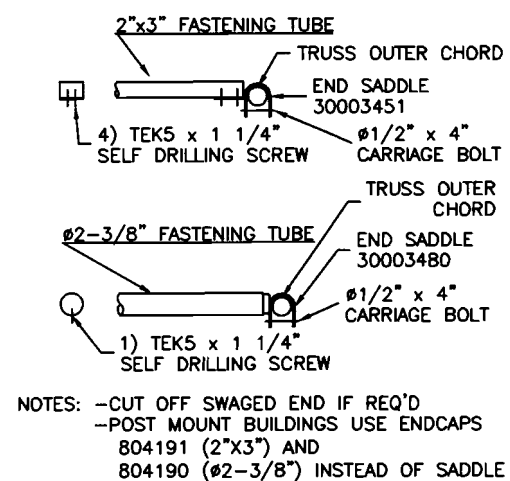 2"x3" FASTENING TUBE
TRUSS OUTER CHORD
END SADDLE
30003451
4) TEK5 x 1 1/4"
SELF DRILLING SCREW
ø1/2" x 4"
CARRIAGE BOLT
TRUSS OUTER
CHORD
ø2-3/8" FASTENING TUBE
END SADDLE
30003480
ø1/2" x 4"
CARRIAGE BOLT
1) TEK5 x 1 1/4"
SELF DRILLING SCREW
NOTES: -CUT OFF SWAGED END IF REQ'D
-POST MOUNT BUILDINGS USE ENDCAPS
804191 (2"X3") AND
804190 (ø2-3/8") INSTEAD OF SADDLE